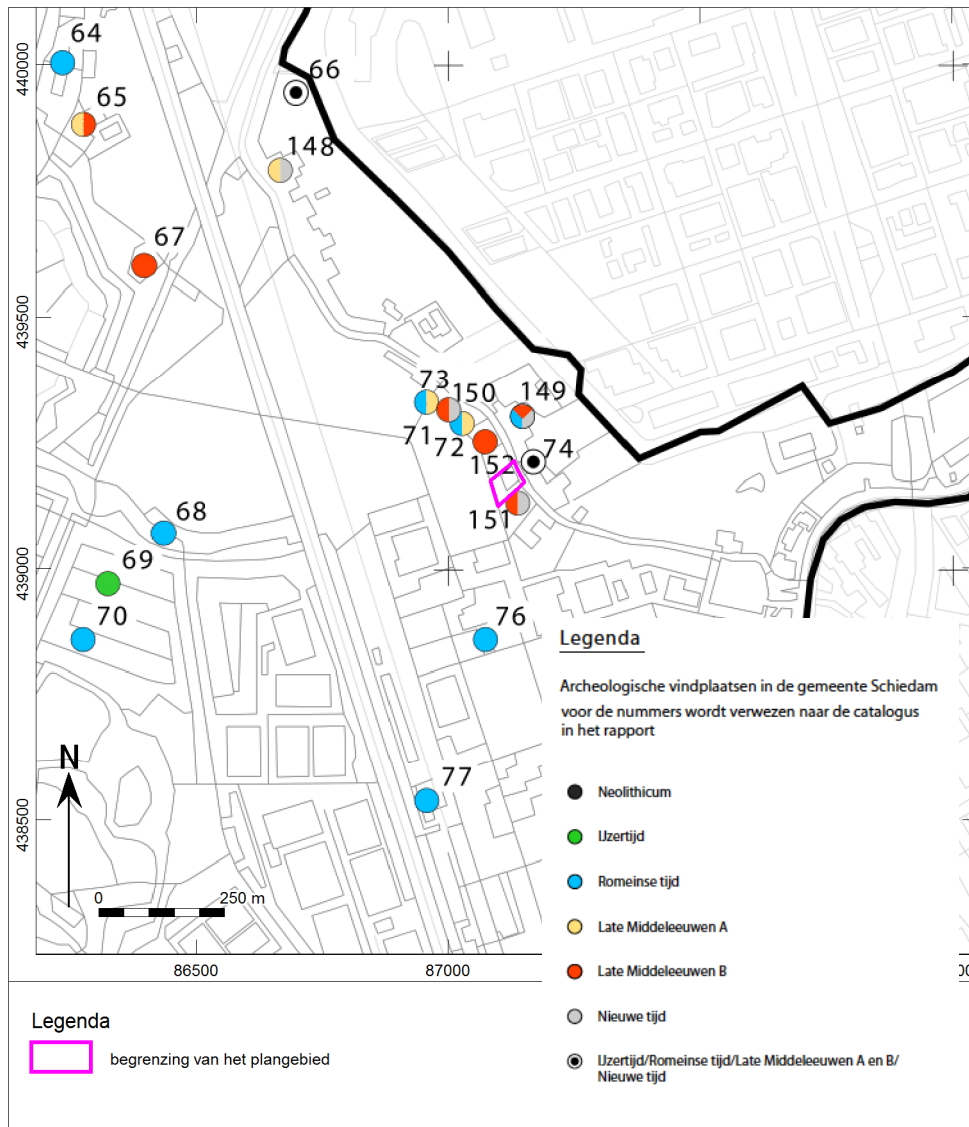 64
440000
66
65
148
67
439500
73
150
149
71
72
74
152
151
68
69
439000
70
76
Legenda
Archeologische vindplaatsen in de gemeente Schiedam
voor de nummers wordt verwezen naar de catalogus
in het rapport
N
77
Neolithicum
438500
IJzertijd
Romeinse tijd
0 250 m
Late Middeleeuwen A
86500 87000
Late Middeleeuwen B
Nieuwe tijd
Legenda
begrenzing van het plangebied
IJzertijd/Romeinse tijd/Late Middeleeuwen A en B/
Nieuwe tijd